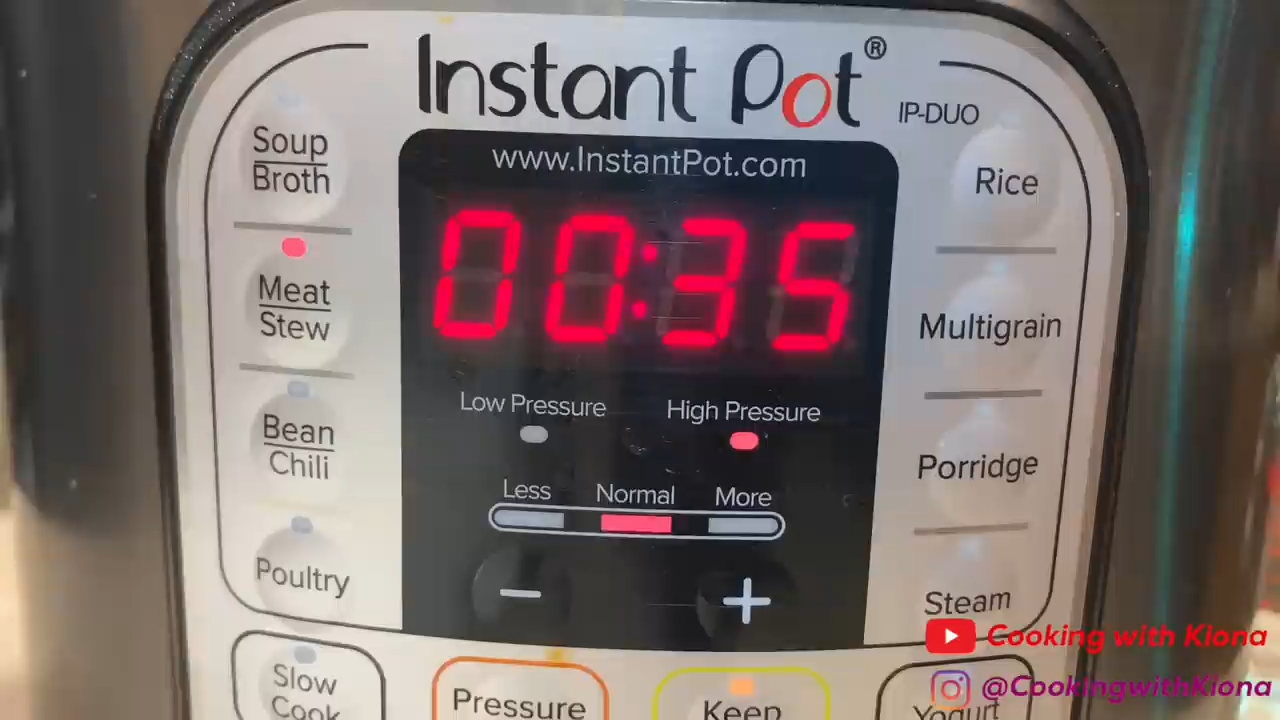 Instant Pot®
IP-DUO
www.InstantPot.com
00:35
Soup
Broth
Meat
Stew
Bean
Chili
Poultry
Slow
Cook
Low Pressure
High Pressure
Less
Normal
More
−
+
Pressure
Keep
Rice
Multigrain
Porridge
Steam
Yogurt
Cooking with Kiona
@CookingwithKiona